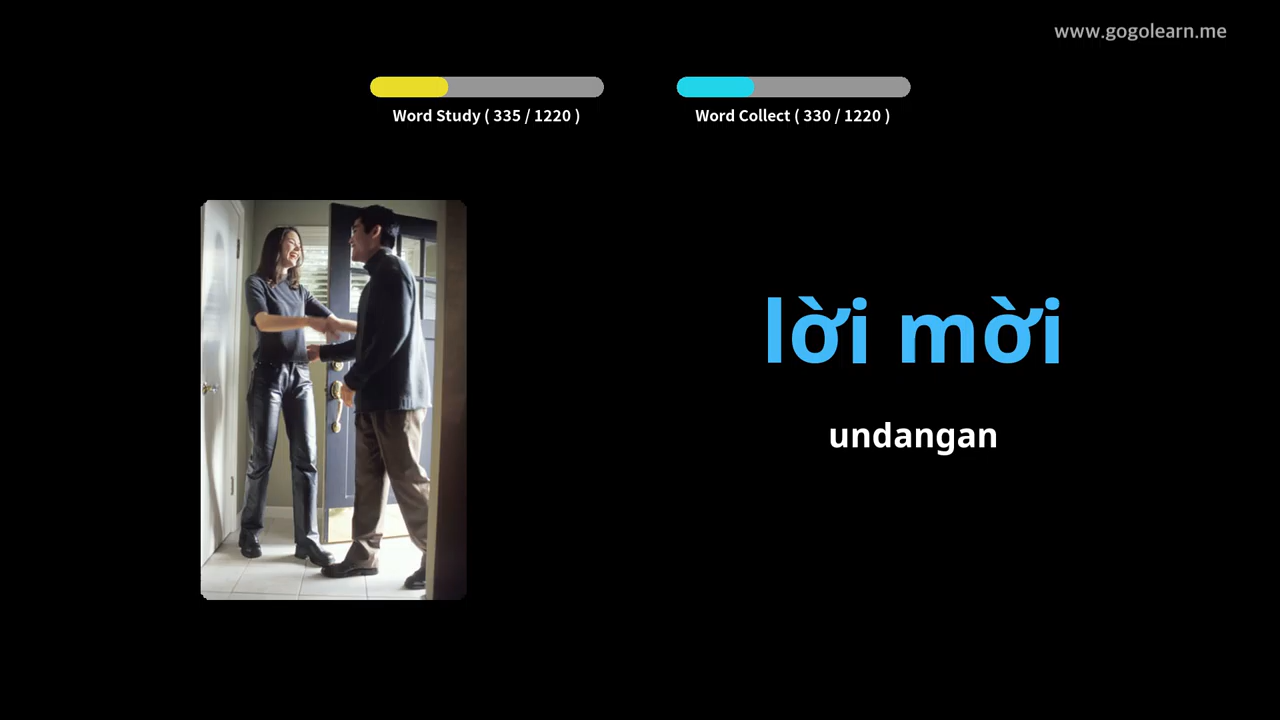 www.gogolearn.me
Word Study ( 335 / 1220 )
Word Collect ( 330 / 1220 )
lời mời
undangan